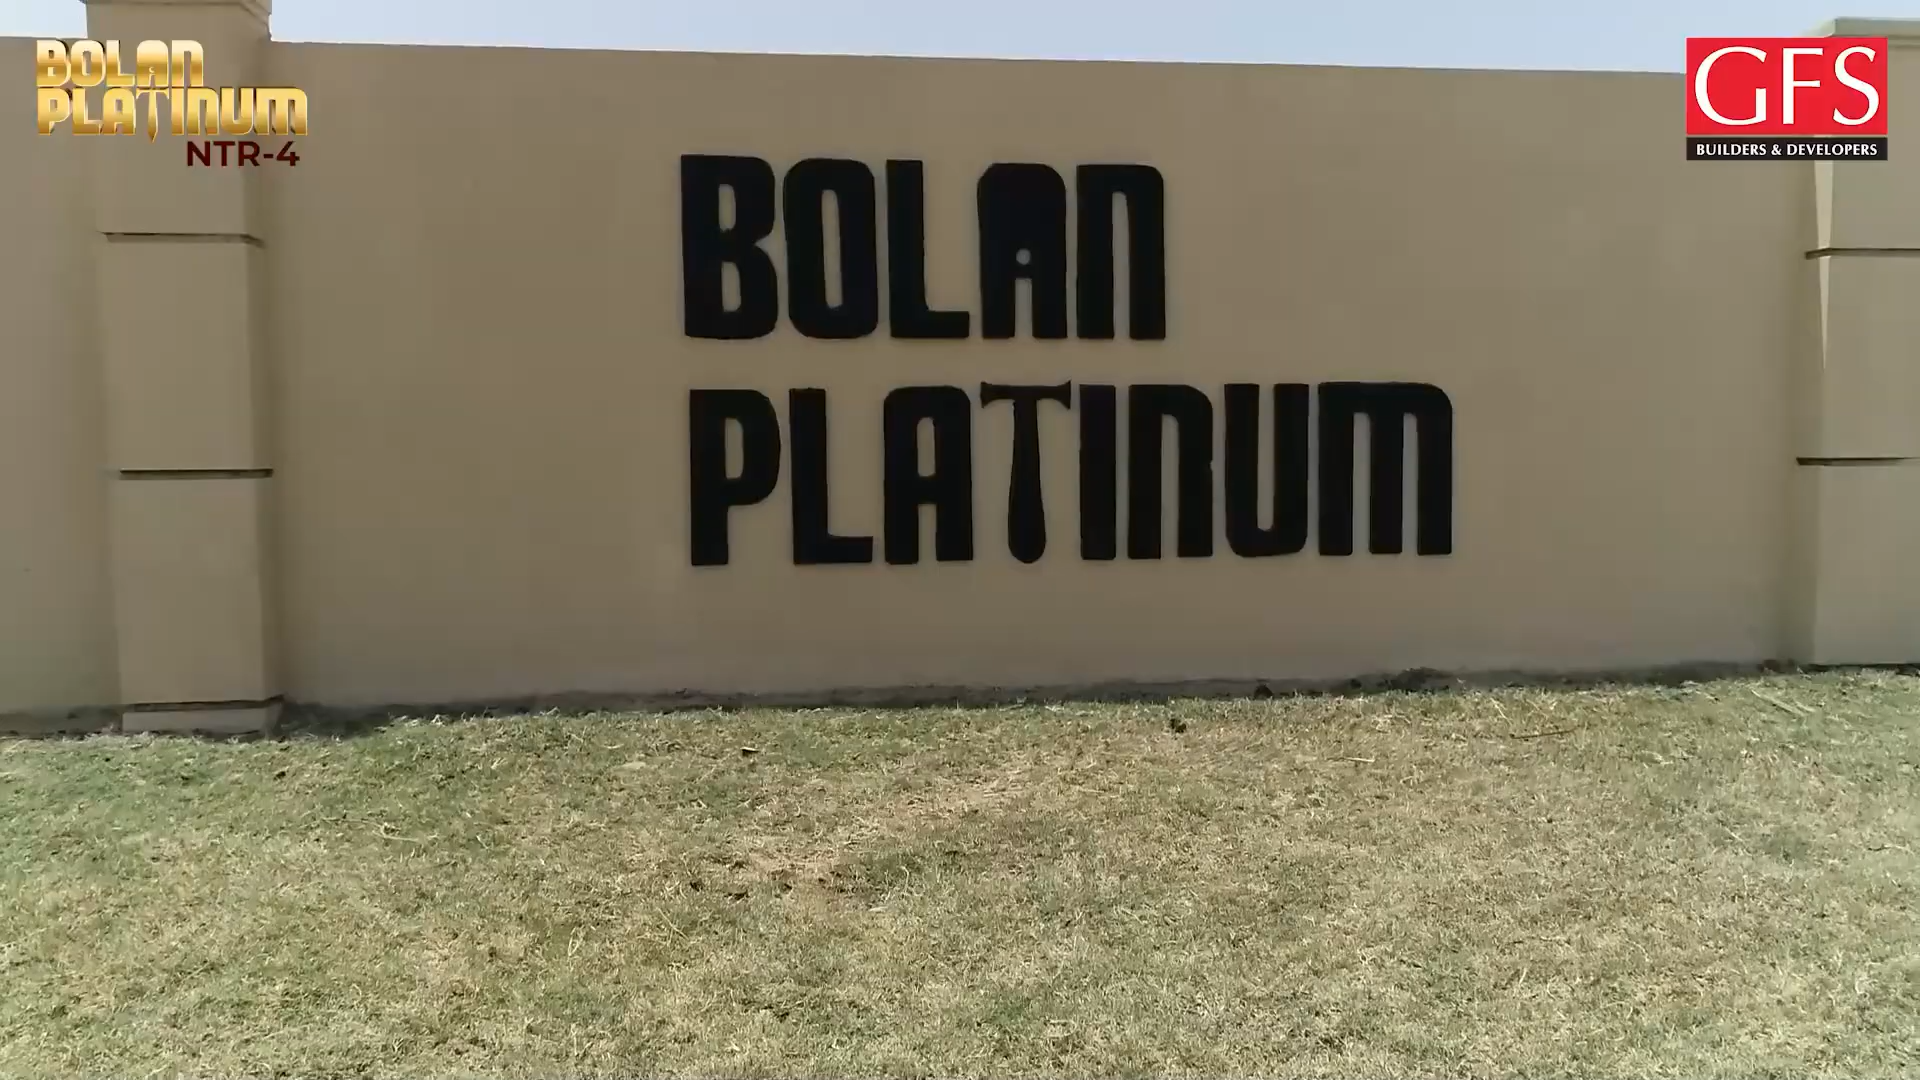 BOLAN
PLATINUM
NTR-4
GFS
BUILDERS & DEVELOPERS
BOLAN
PLATINUM